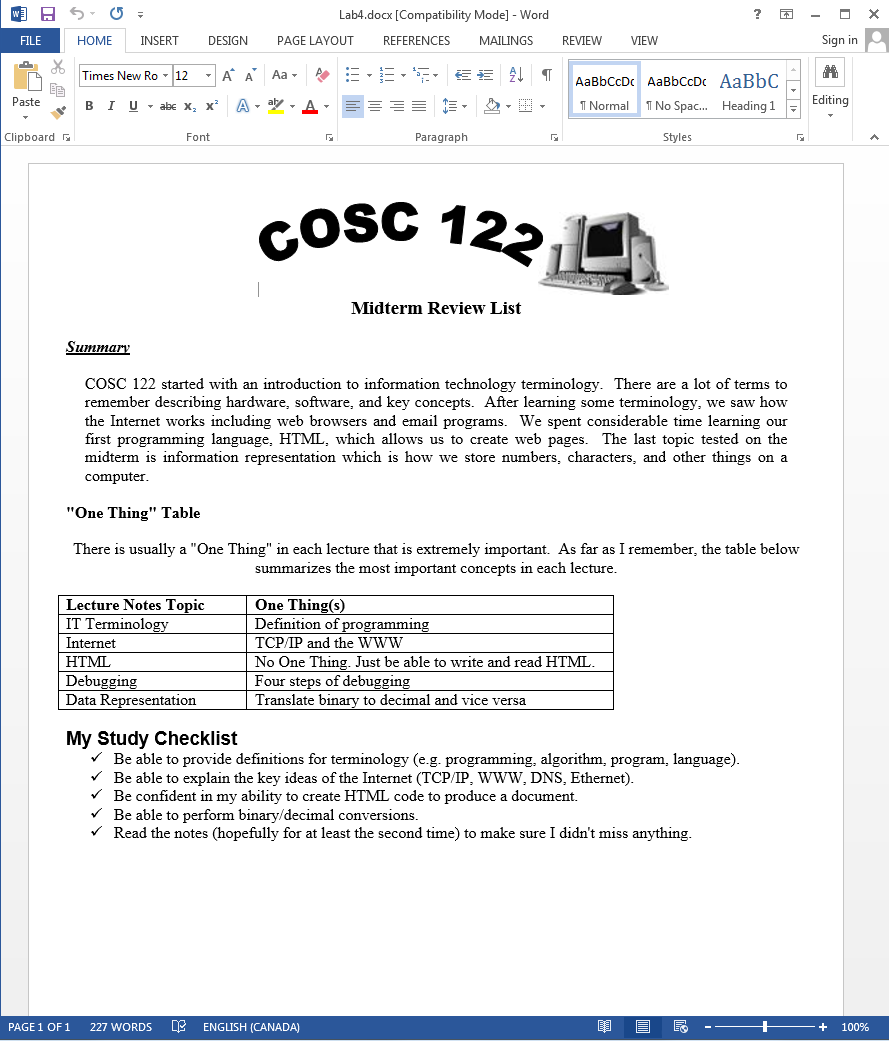 Lab4.docx [Compatibility Mode] - Word
?
FILE HOME INSERT DESIGN PAGE LAYOUT REFERENCES MAILINGS REVIEW VIEW Sign in
Times New Ro 12 Aa AaBbCcDc AaBbCcDc AaBbC
Paste B I U abc x₂ x² A ab A ¶ Normal ¶ No Spac... Heading 1 Editing
Clipboard Font Paragraph Styles
COSC 122
Midterm Review List
Summary
COSC 122 started with an introduction to information technology terminology. There are a lot of terms to
remember describing hardware, software, and key concepts. After learning some terminology, we saw how
the Internet works including web browsers and email programs. We spent considerable time learning our
first programming language, HTML, which allows us to create web pages. The last topic tested on the
midterm is information representation which is how we store numbers, characters, and other things on a
computer.
"One Thing" Table
There is usually a "One Thing" in each lecture that is extremely important. As far as I remember, the table below
summarizes the most important concepts in each lecture.
Lecture Notes Topic One Thing(s)
IT Terminology Definition of programming
Internet TCP/IP and the WWW
HTML No One Thing. Just be able to write and read HTML.
Debugging Four steps of debugging
Data Representation Translate binary to decimal and vice versa
My Study Checklist
✓ Be able to provide definitions for terminology (e.g. programming, algorithm, program, language).
✓ Be able to explain the key ideas of the Internet (TCP/IP, WWW, DNS, Ethernet).
✓ Be confident in my ability to create HTML code to produce a document.
✓ Be able to perform binary/decimal conversions.
✓ Read the notes (hopefully for at least the second time) to make sure I didn't miss anything.
PAGE 1 OF 1 227 WORDS ENGLISH (CANADA) 100%